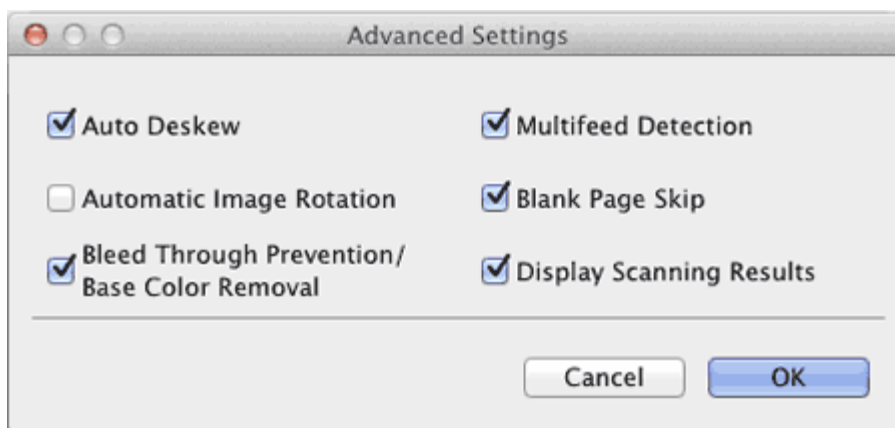 Advanced Settings
Auto Deskew
Multifeed Detection
Automatic Image Rotation
Blank Page Skip
Bleed Through Prevention/
Base Color Removal
Display Scanning Results
Cancel
OK